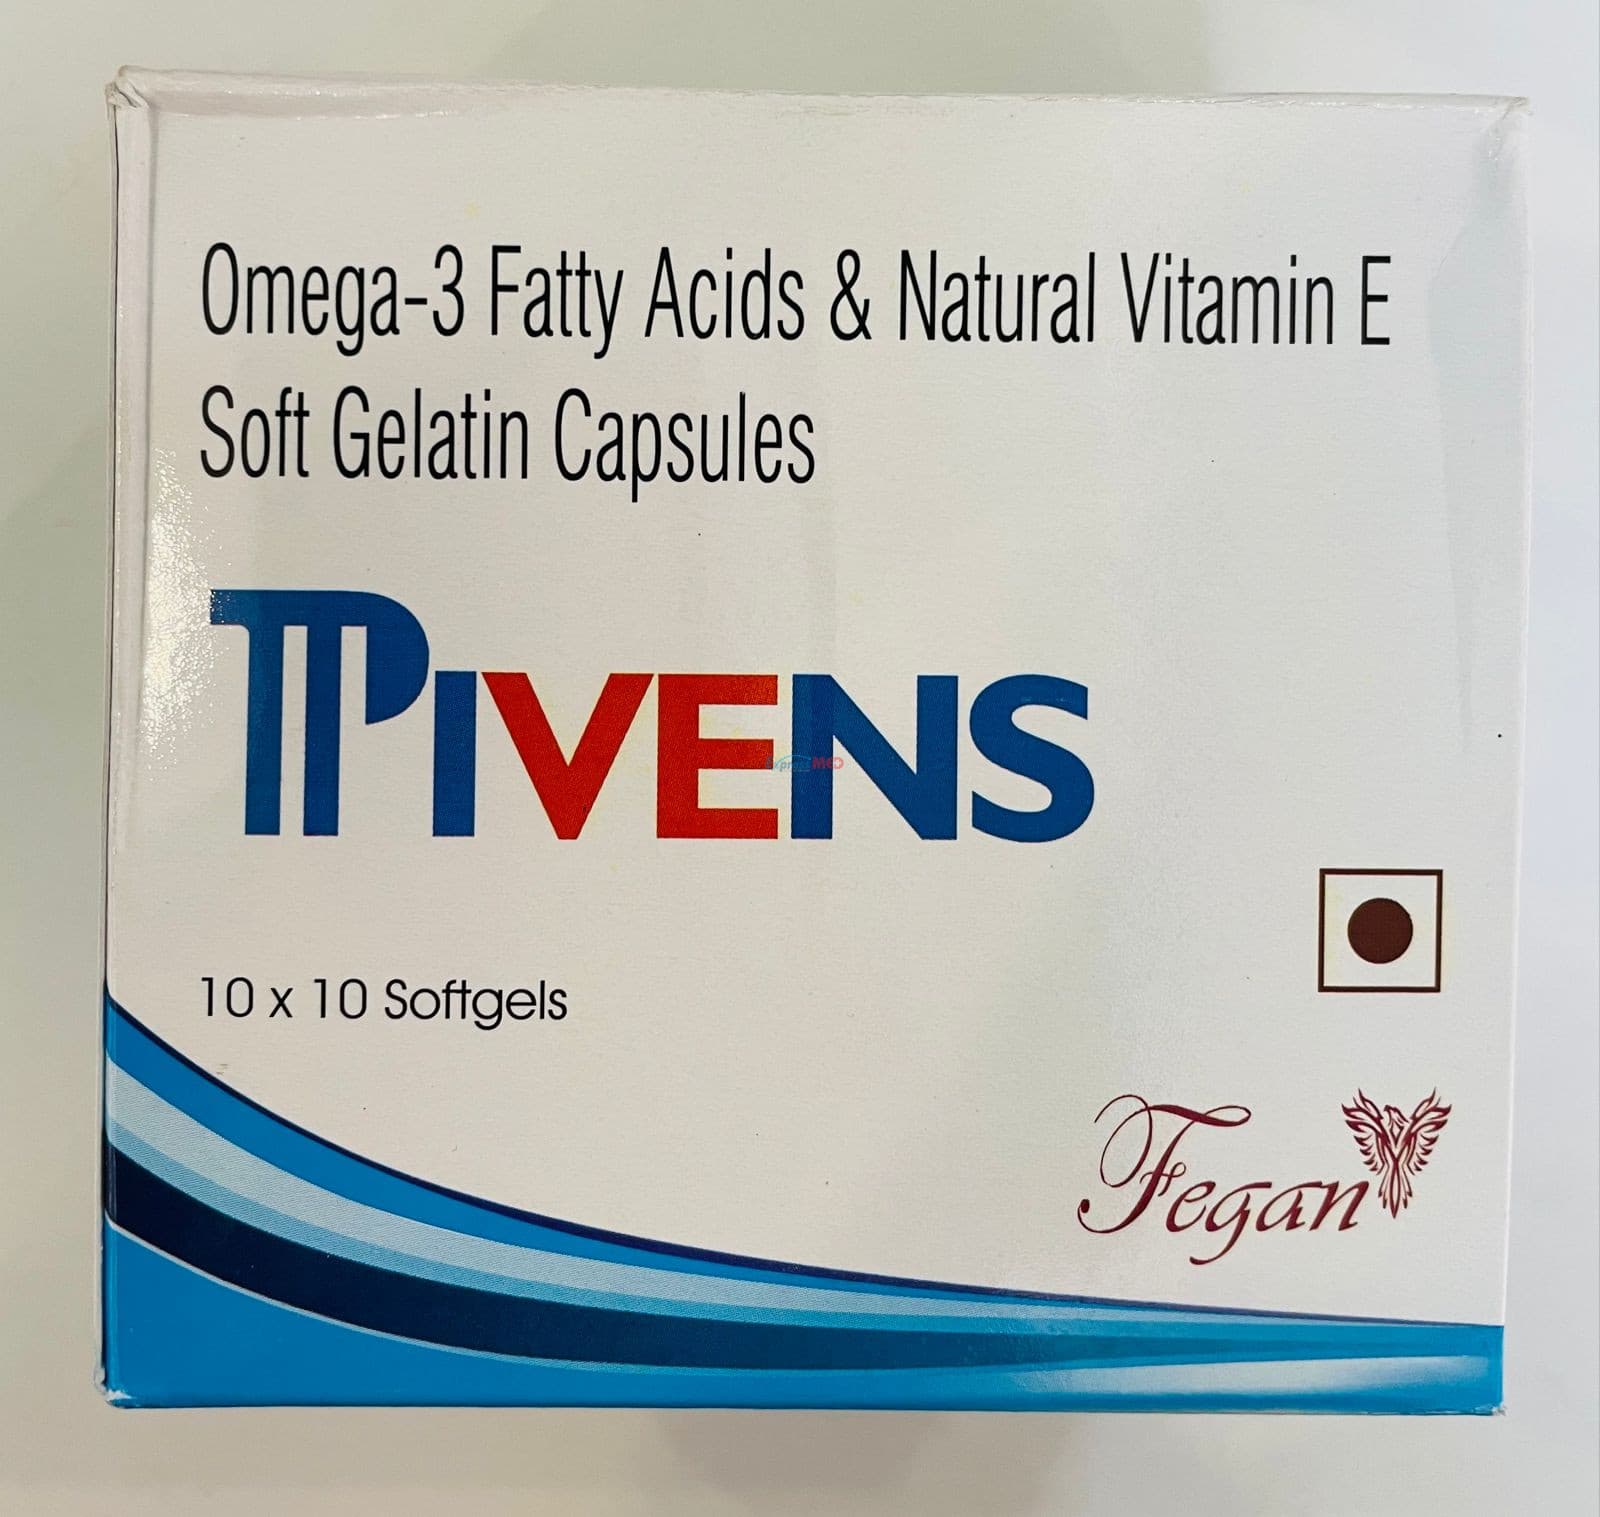 Omega-3 Fatty Acids & Natural Vitamin E
Soft Gelatin Capsules
PIVENS
10 x 10 Softgels
Fegan